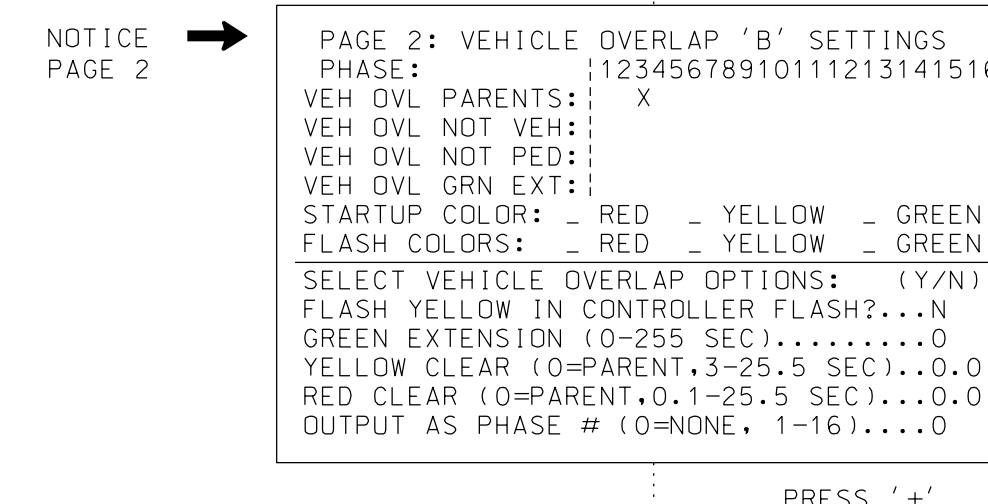 NOTICE
PAGE 2
PAGE 2: VEHICLE OVERLAP 'B' SETTINGS
PHASE: 12345678910111213141516
VEH OVL PARENTS: X
VEH OVL NOT VEH:
VEH OVL NOT PED:
VEH OVL GRN EXT:
STARTUP COLOR: _ RED _ YELLOW _ GREEN
FLASH COLORS: _ RED _ YELLOW _ GREEN
SELECT VEHICLE OVERLAP OPTIONS: (Y/N)
FLASH YELLOW IN CONTROLLER FLASH?...N
GREEN EXTENSION (0-255 SEC).........0
YELLOW CLEAR (0=PARENT,3-25.5 SEC)..0.0
RED CLEAR (0=PARENT,0.1-25.5 SEC)...0.0
OUTPUT AS PHASE # (0=NONE, 1-16)....0
PRESS '+'